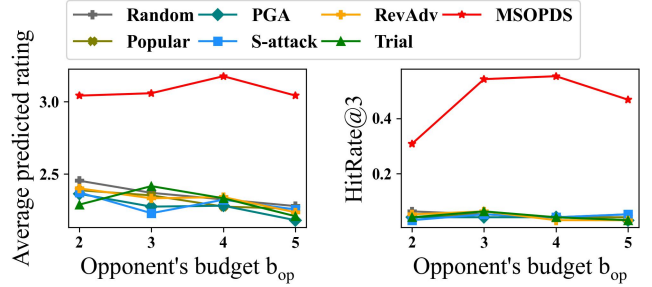 Random PGA RevAdv MSOPDS
Popular S-attack Trial
Average predicted rating
3.0
2.5
2 3 4 5
Opponent's budget b_op
HitRate@3
0.4
0.2
2 3 4 5
Opponent's budget b_op